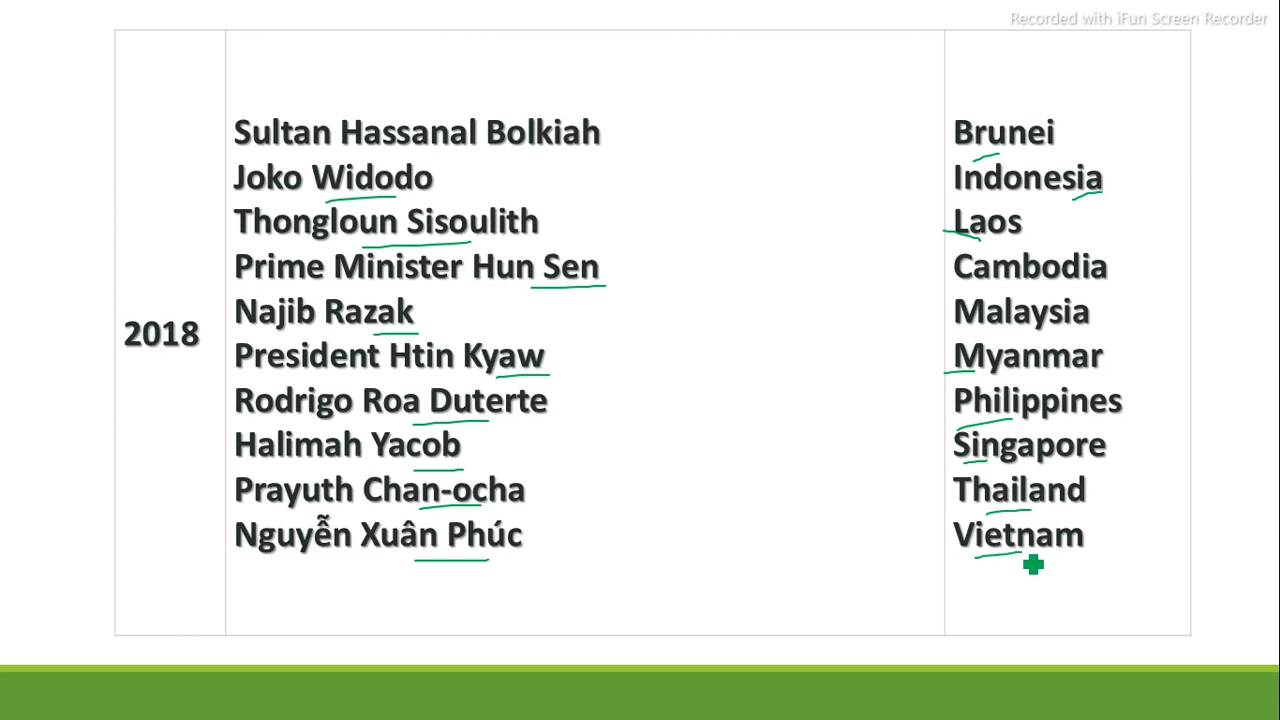 Recorded with iFun Screen Recorder
Sultan Hassanal Bolkiah Brunei
Joko Widodo Indonesia
Thongloun Sisoulith Laos
Prime Minister Hun Sen Cambodia
Najib Razak Malaysia
2018
President Htin Kyaw Myanmar
Rodrigo Roa Duterte Philippines
Halimah Yacob Singapore
Prayuth Chan-ocha Thailand
Nguyễn Xuân Phúc Vietnam